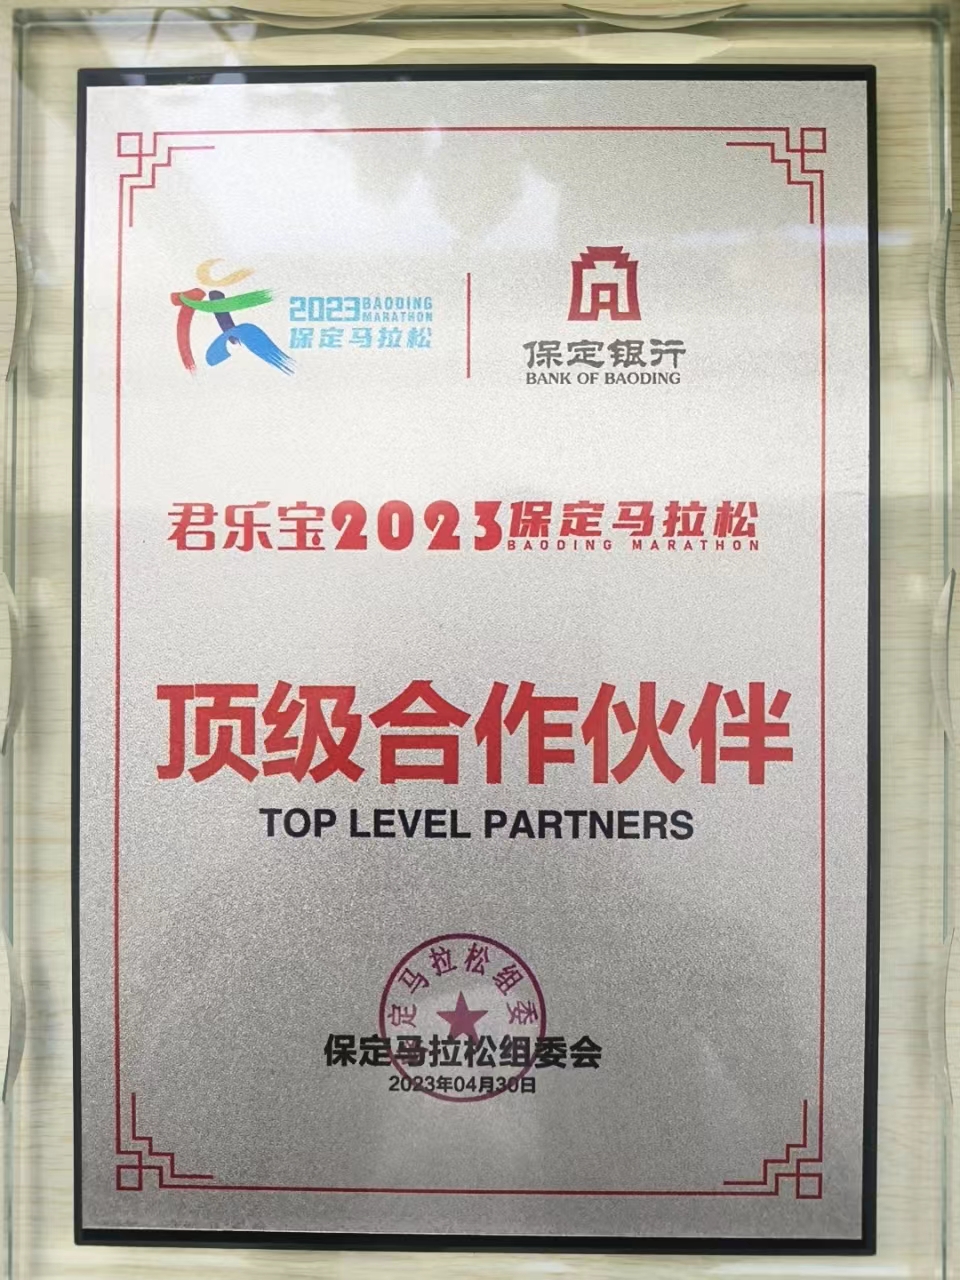 2023 BAODING MARATHON
保定马拉松
保定银行
BANK OF BAODING
君乐宝2023保定马拉松
BAODING MARATHON
顶级合作伙伴
TOP LEVEL PARTNERS
定马拉松组委
保定马拉松组委会
2023年04月30日